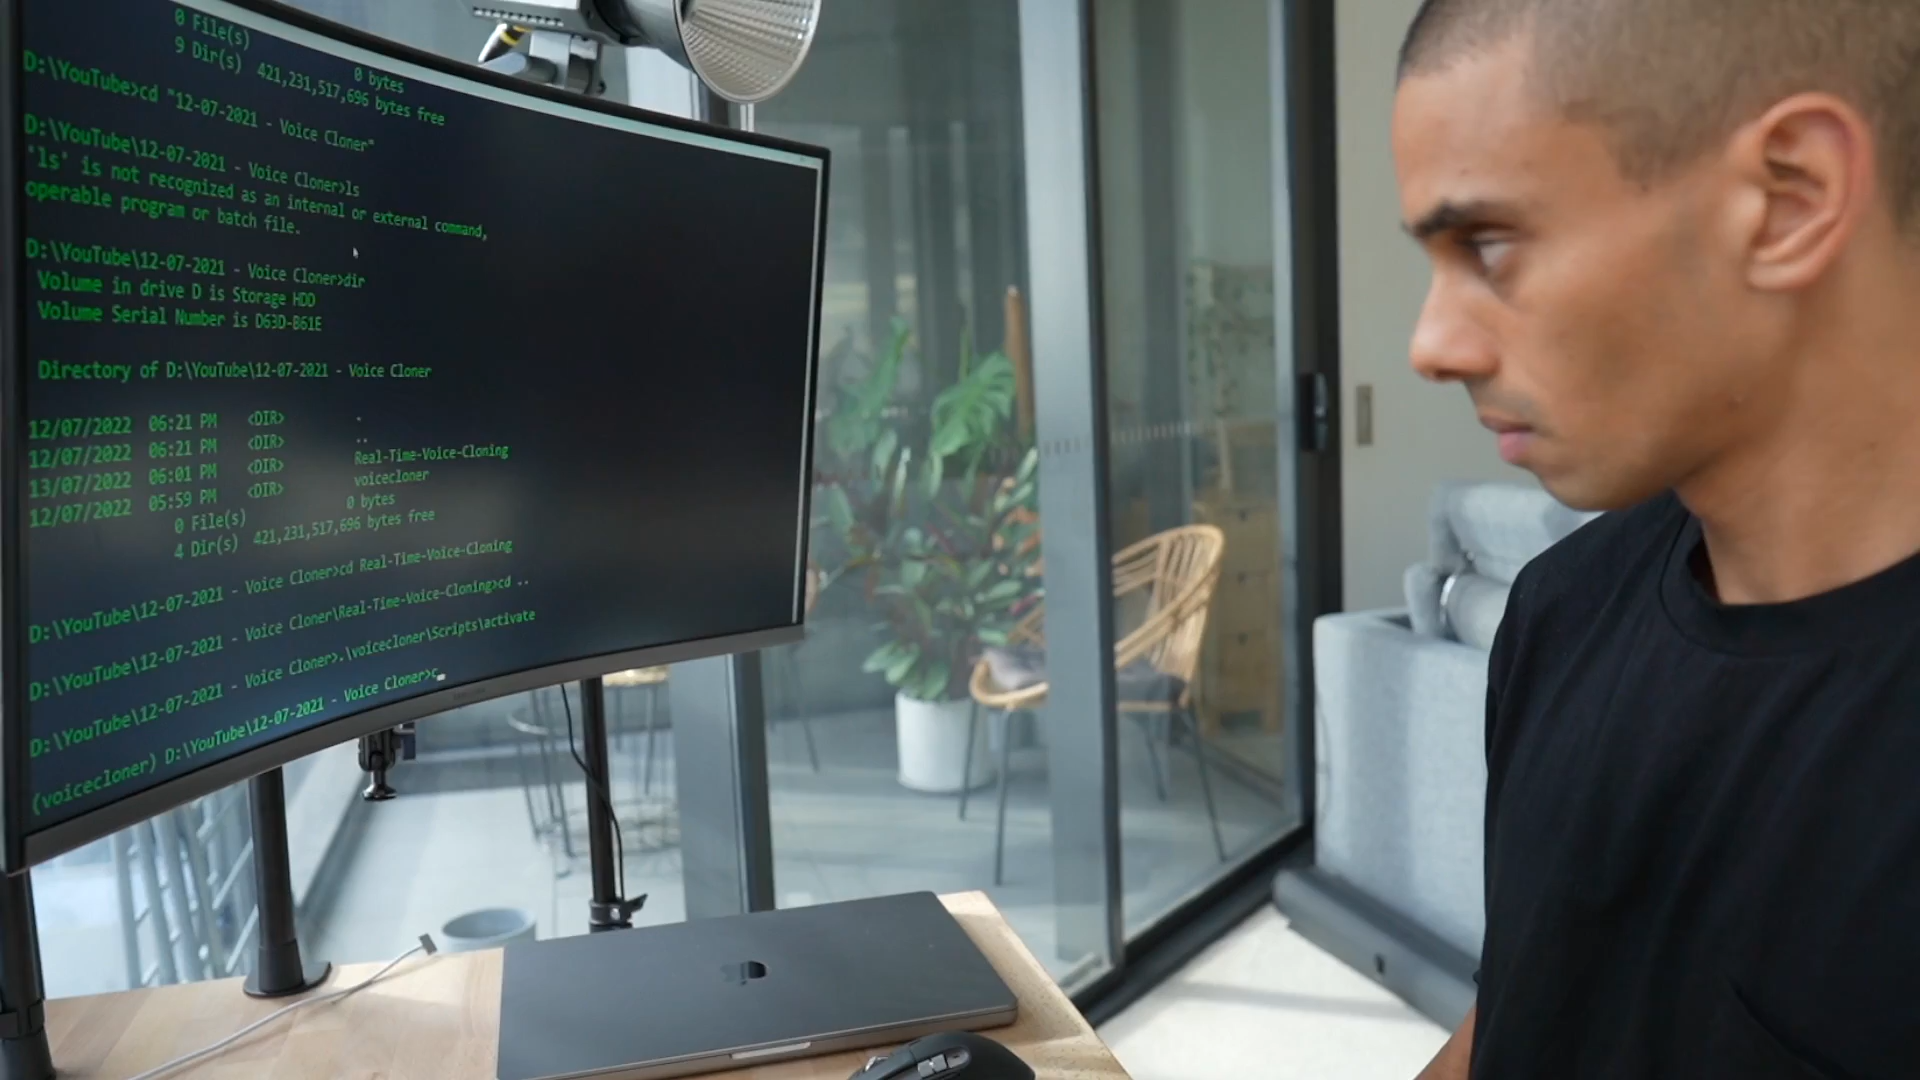 0 File(s) 0 bytes
9 Dir(s) 421,231,517,696 bytes free
D:\YouTube>cd "12-07-2021 - Voice Cloner"
D:\YouTube\12-07-2021 - Voice Cloner>ls
'ls' is not recognized as an internal or external command,
operable program or batch file.
D:\YouTube\12-07-2021 - Voice Cloner>dir
Volume in drive D is Storage HDD
Volume Serial Number is D63D-B61E
Directory of D:\YouTube\12-07-2021 - Voice Cloner
12/07/2022 06:21 PM <DIR> .
12/07/2022 06:21 PM <DIR> ..
13/07/2022 06:01 PM <DIR> Real-Time-Voice-Cloning
12/07/2022 05:59 PM <DIR> voicecloner
0 File(s) 0 bytes
4 Dir(s) 421,231,517,696 bytes free
D:\YouTube\12-07-2021 - Voice Cloner>cd Real-Time-Voice-Cloning
D:\YouTube\12-07-2021 - Voice Cloner\Real-Time-Voice-Cloning>cd ..
D:\YouTube\12-07-2021 - Voice Cloner>.\voicecloner\Scripts\activate
(voicecloner) D:\YouTube\12-07-2021 - Voice Cloner>c